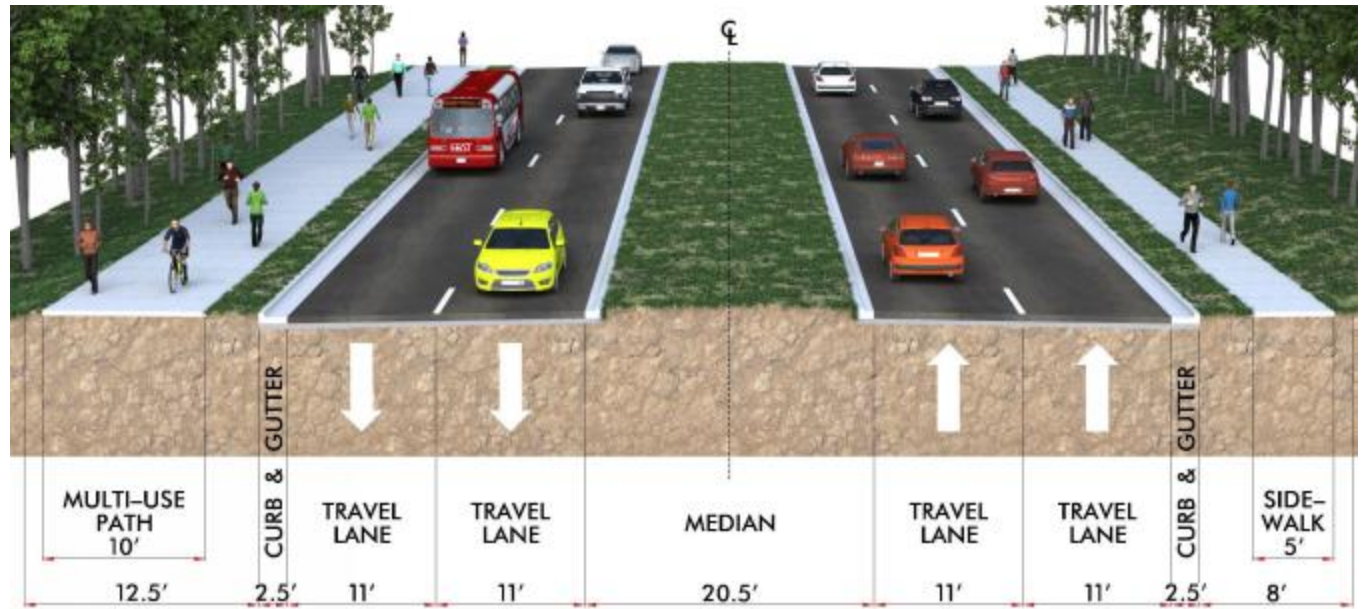 ℄
MULTI–USE
PATH
10'
CURB & GUTTER
TRAVEL
LANE
TRAVEL
LANE
MEDIAN
TRAVEL
LANE
TRAVEL
LANE
CURB & GUTTER
SIDE–
WALK
5'
12.5'
2.5'
11'
11'
20.5'
11'
11'
2.5'
8'